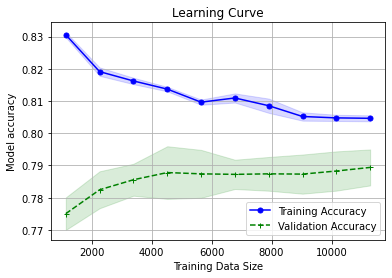 Learning Curve
Model accuracy
0.83
0.82
0.81
0.80
0.79
0.78
0.77
2000 4000 6000 8000 10000
Training Data Size
Training Accuracy
Validation Accuracy